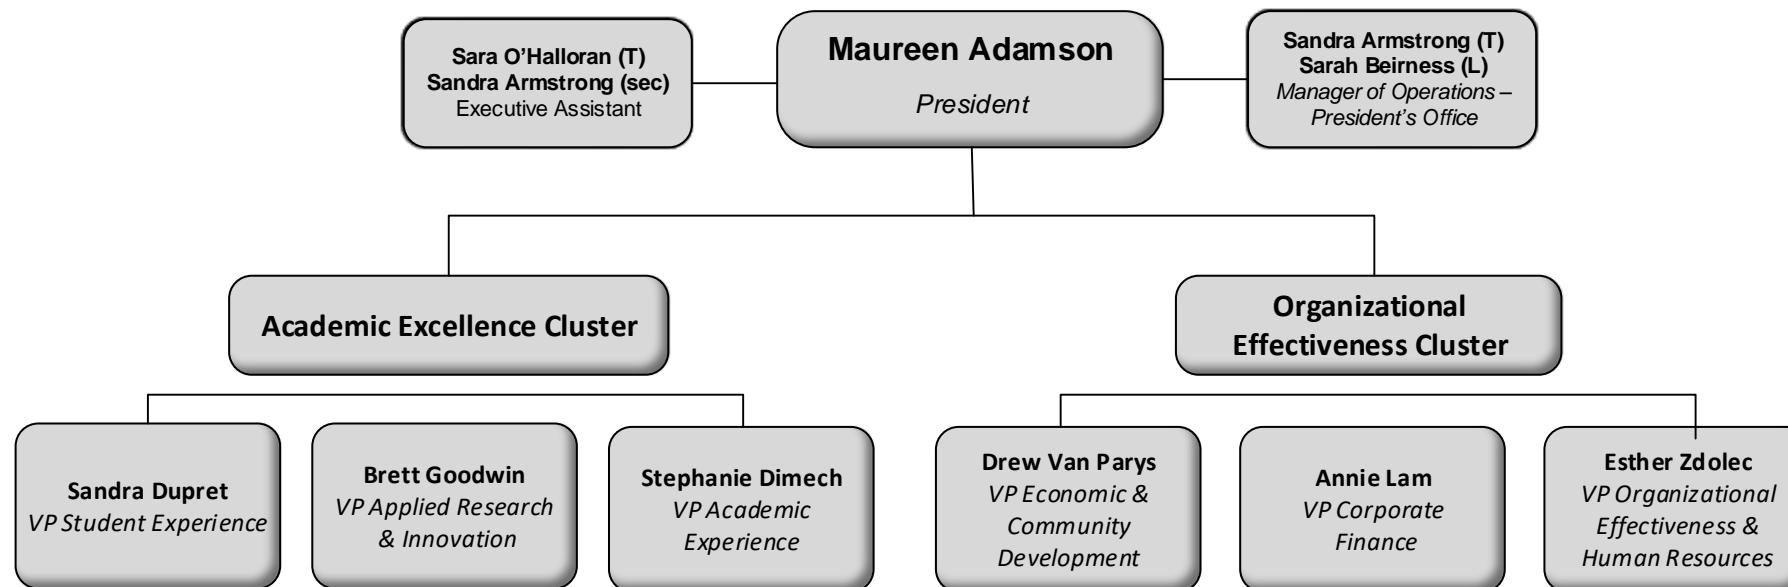 Sara O’Halloran (T)
Sandra Armstrong (sec)
Executive Assistant
Maureen Adamson
President
Sandra Armstrong (T)
Sarah Beirness (L)
Manager of Operations –
President’s Office
Academic Excellence Cluster
Organizational
Effectiveness Cluster
Sandra Dupret
VP Student Experience
Brett Goodwin
VP Applied Research
& Innovation
Stephanie Dimech
VP Academic
Experience
Drew Van Parys
VP Economic &
Community
Development
Annie Lam
VP Corporate
Finance
Esther Zdolec
VP Organizational
Effectiveness &
Human Resources